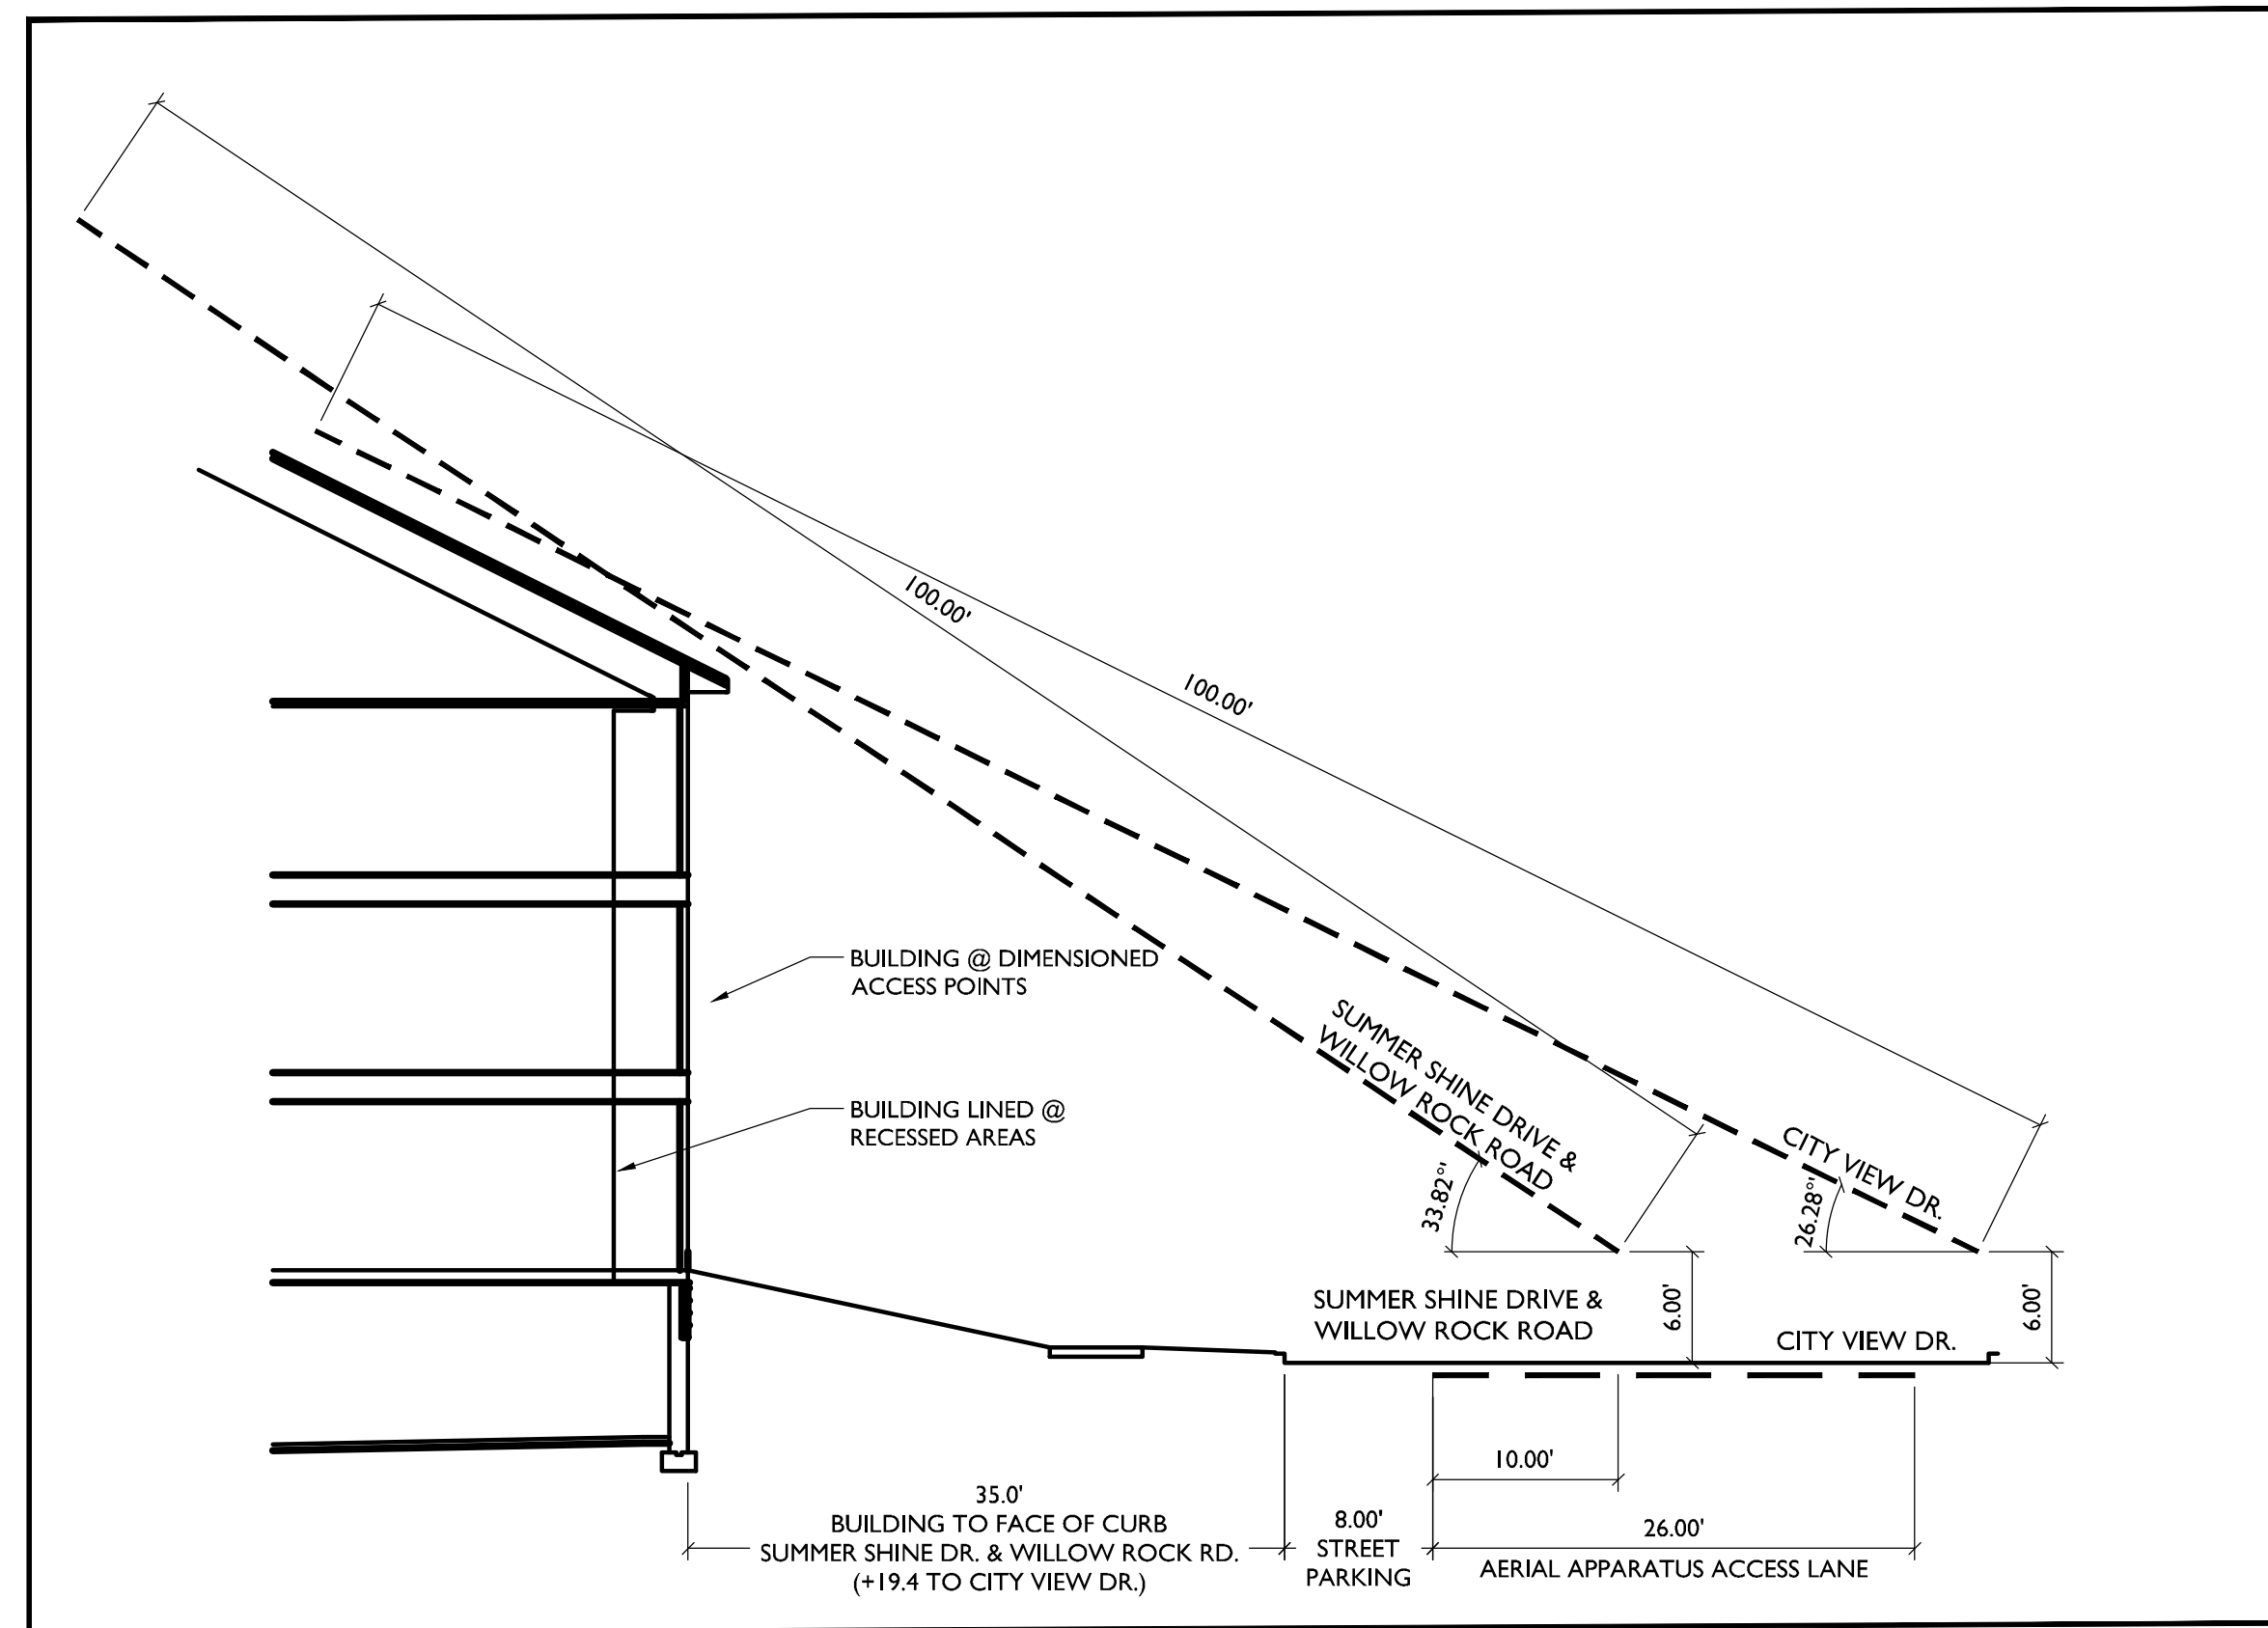 100.00'
100.00'
BUILDING @ DIMENSIONED
ACCESS POINTS
SUMMER SHINE DRIVE &
WILLOW ROCK ROAD
CITY VIEW DR.
BUILDING LINED @
RECESSED AREAS
33.82°'
26.28°'
SUMMER SHINE DRIVE &
WILLOW ROCK ROAD
6.00'
CITY VIEW DR.
6.00'
10.00'
35.0'
BUILDING TO FACE OF CURB
SUMMER SHINE DR. & WILLOW ROCK RD.
(+19.4 TO CITY VIEW DR.)
8.00'
STREET
PARKING
26.00'
AERIAL APPARATUS ACCESS LANE